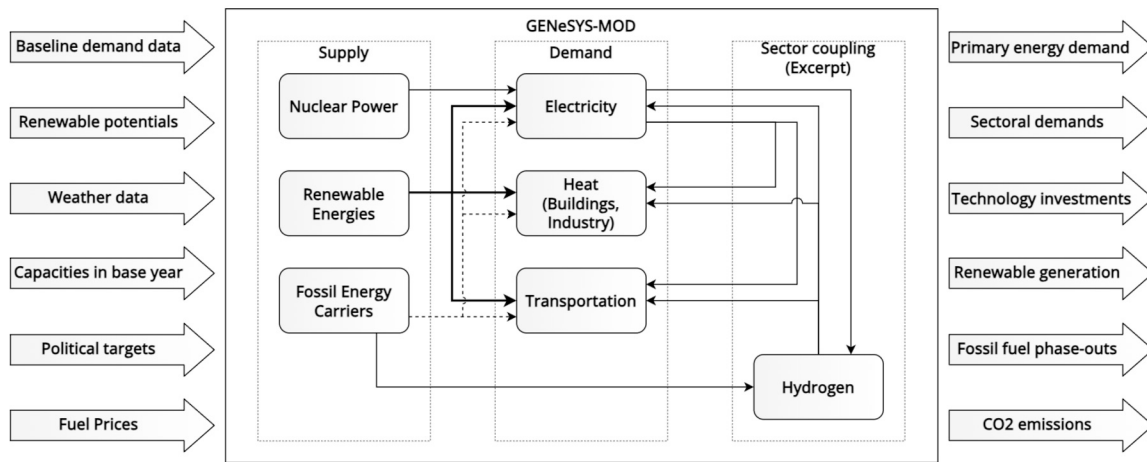 GENeSYS-MOD
Baseline demand data
Renewable potentials
Weather data
Capacities in base year
Political targets
Fuel Prices
Supply
Nuclear Power
Renewable
Energies
Fossil Energy
Carriers
Demand
Electricity
Heat
(Buildings,
Industry)
Transportation
Sector coupling
(Excerpt)
Hydrogen
Primary energy demand
Sectoral demands
Technology investments
Renewable generation
Fossil fuel phase-outs
CO2 emissions